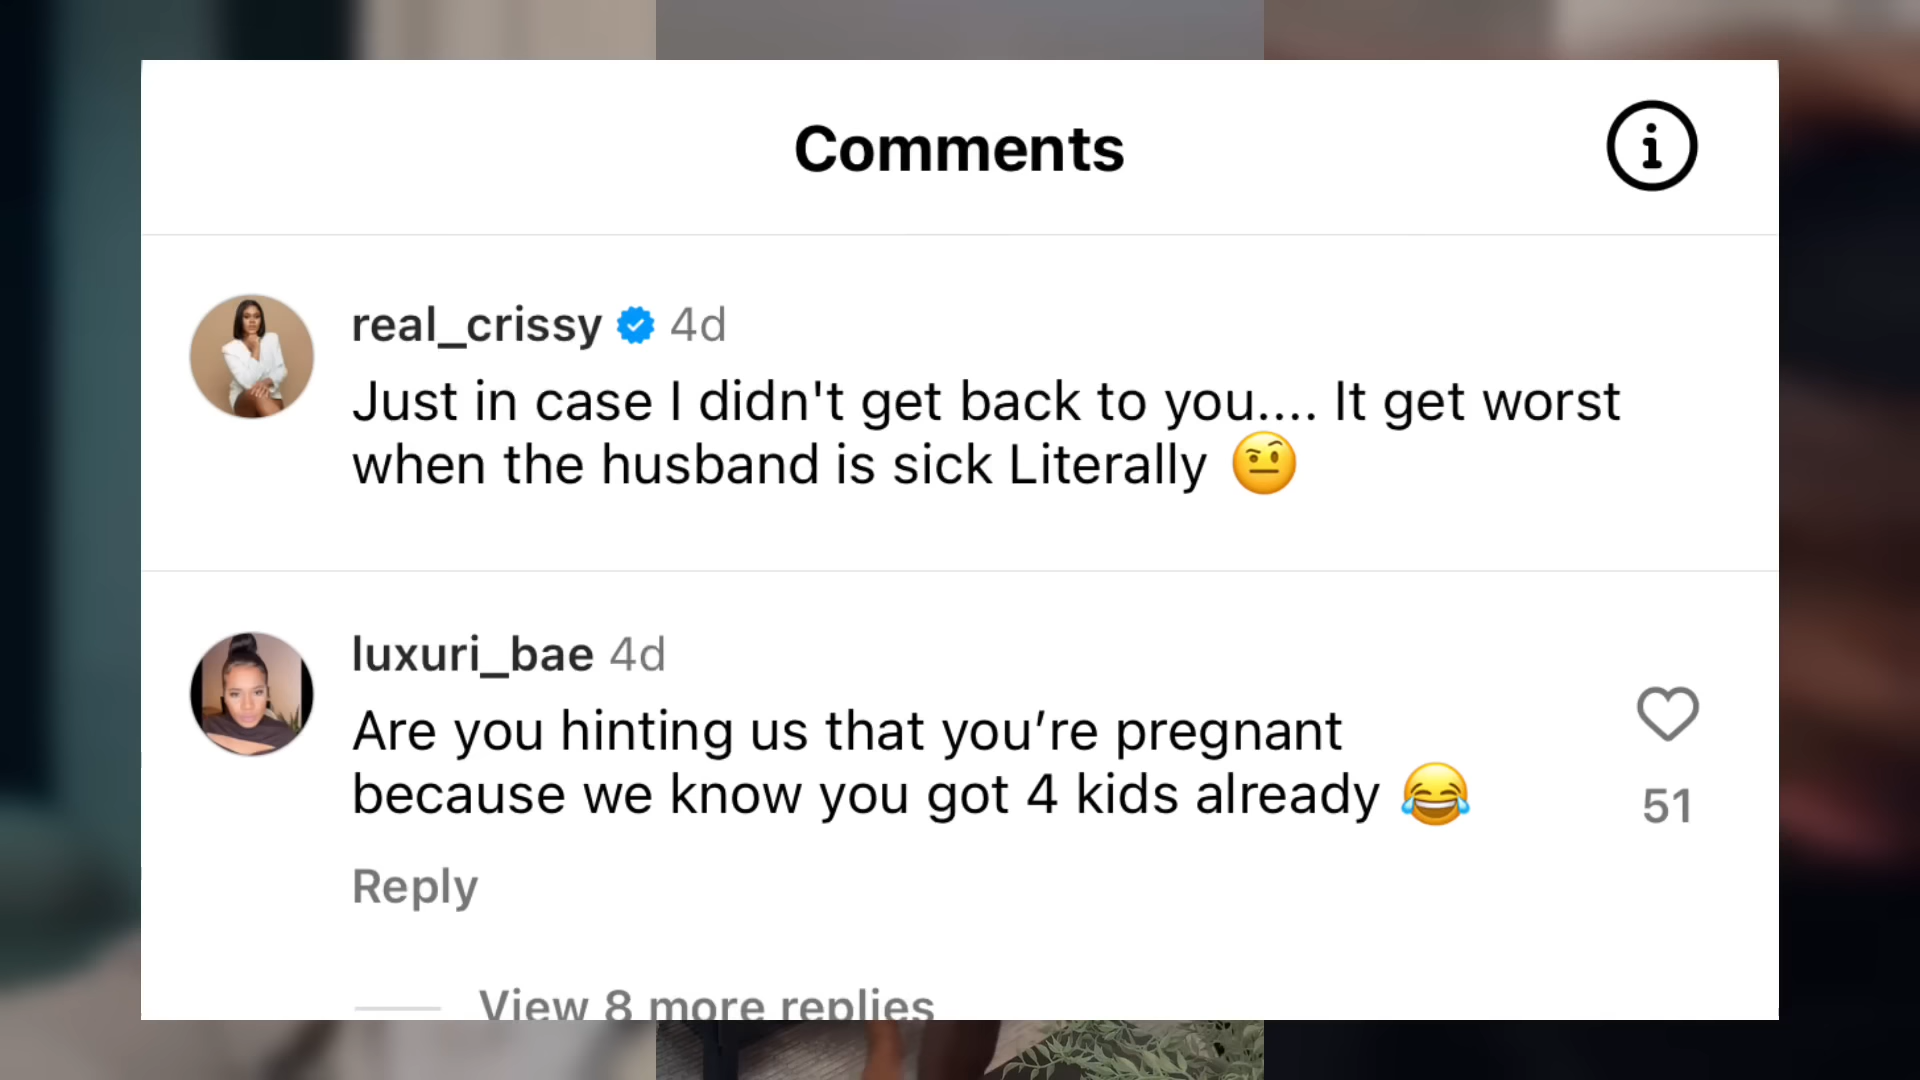 Comments
real_crissy 4d
Just in case I didn't get back to you.... It get worst
when the husband is sick Literally 🤨
luxuri_bae 4d
Are you hinting us that you’re pregnant
because we know you got 4 kids already 😂
51
Reply
View 8 more replies